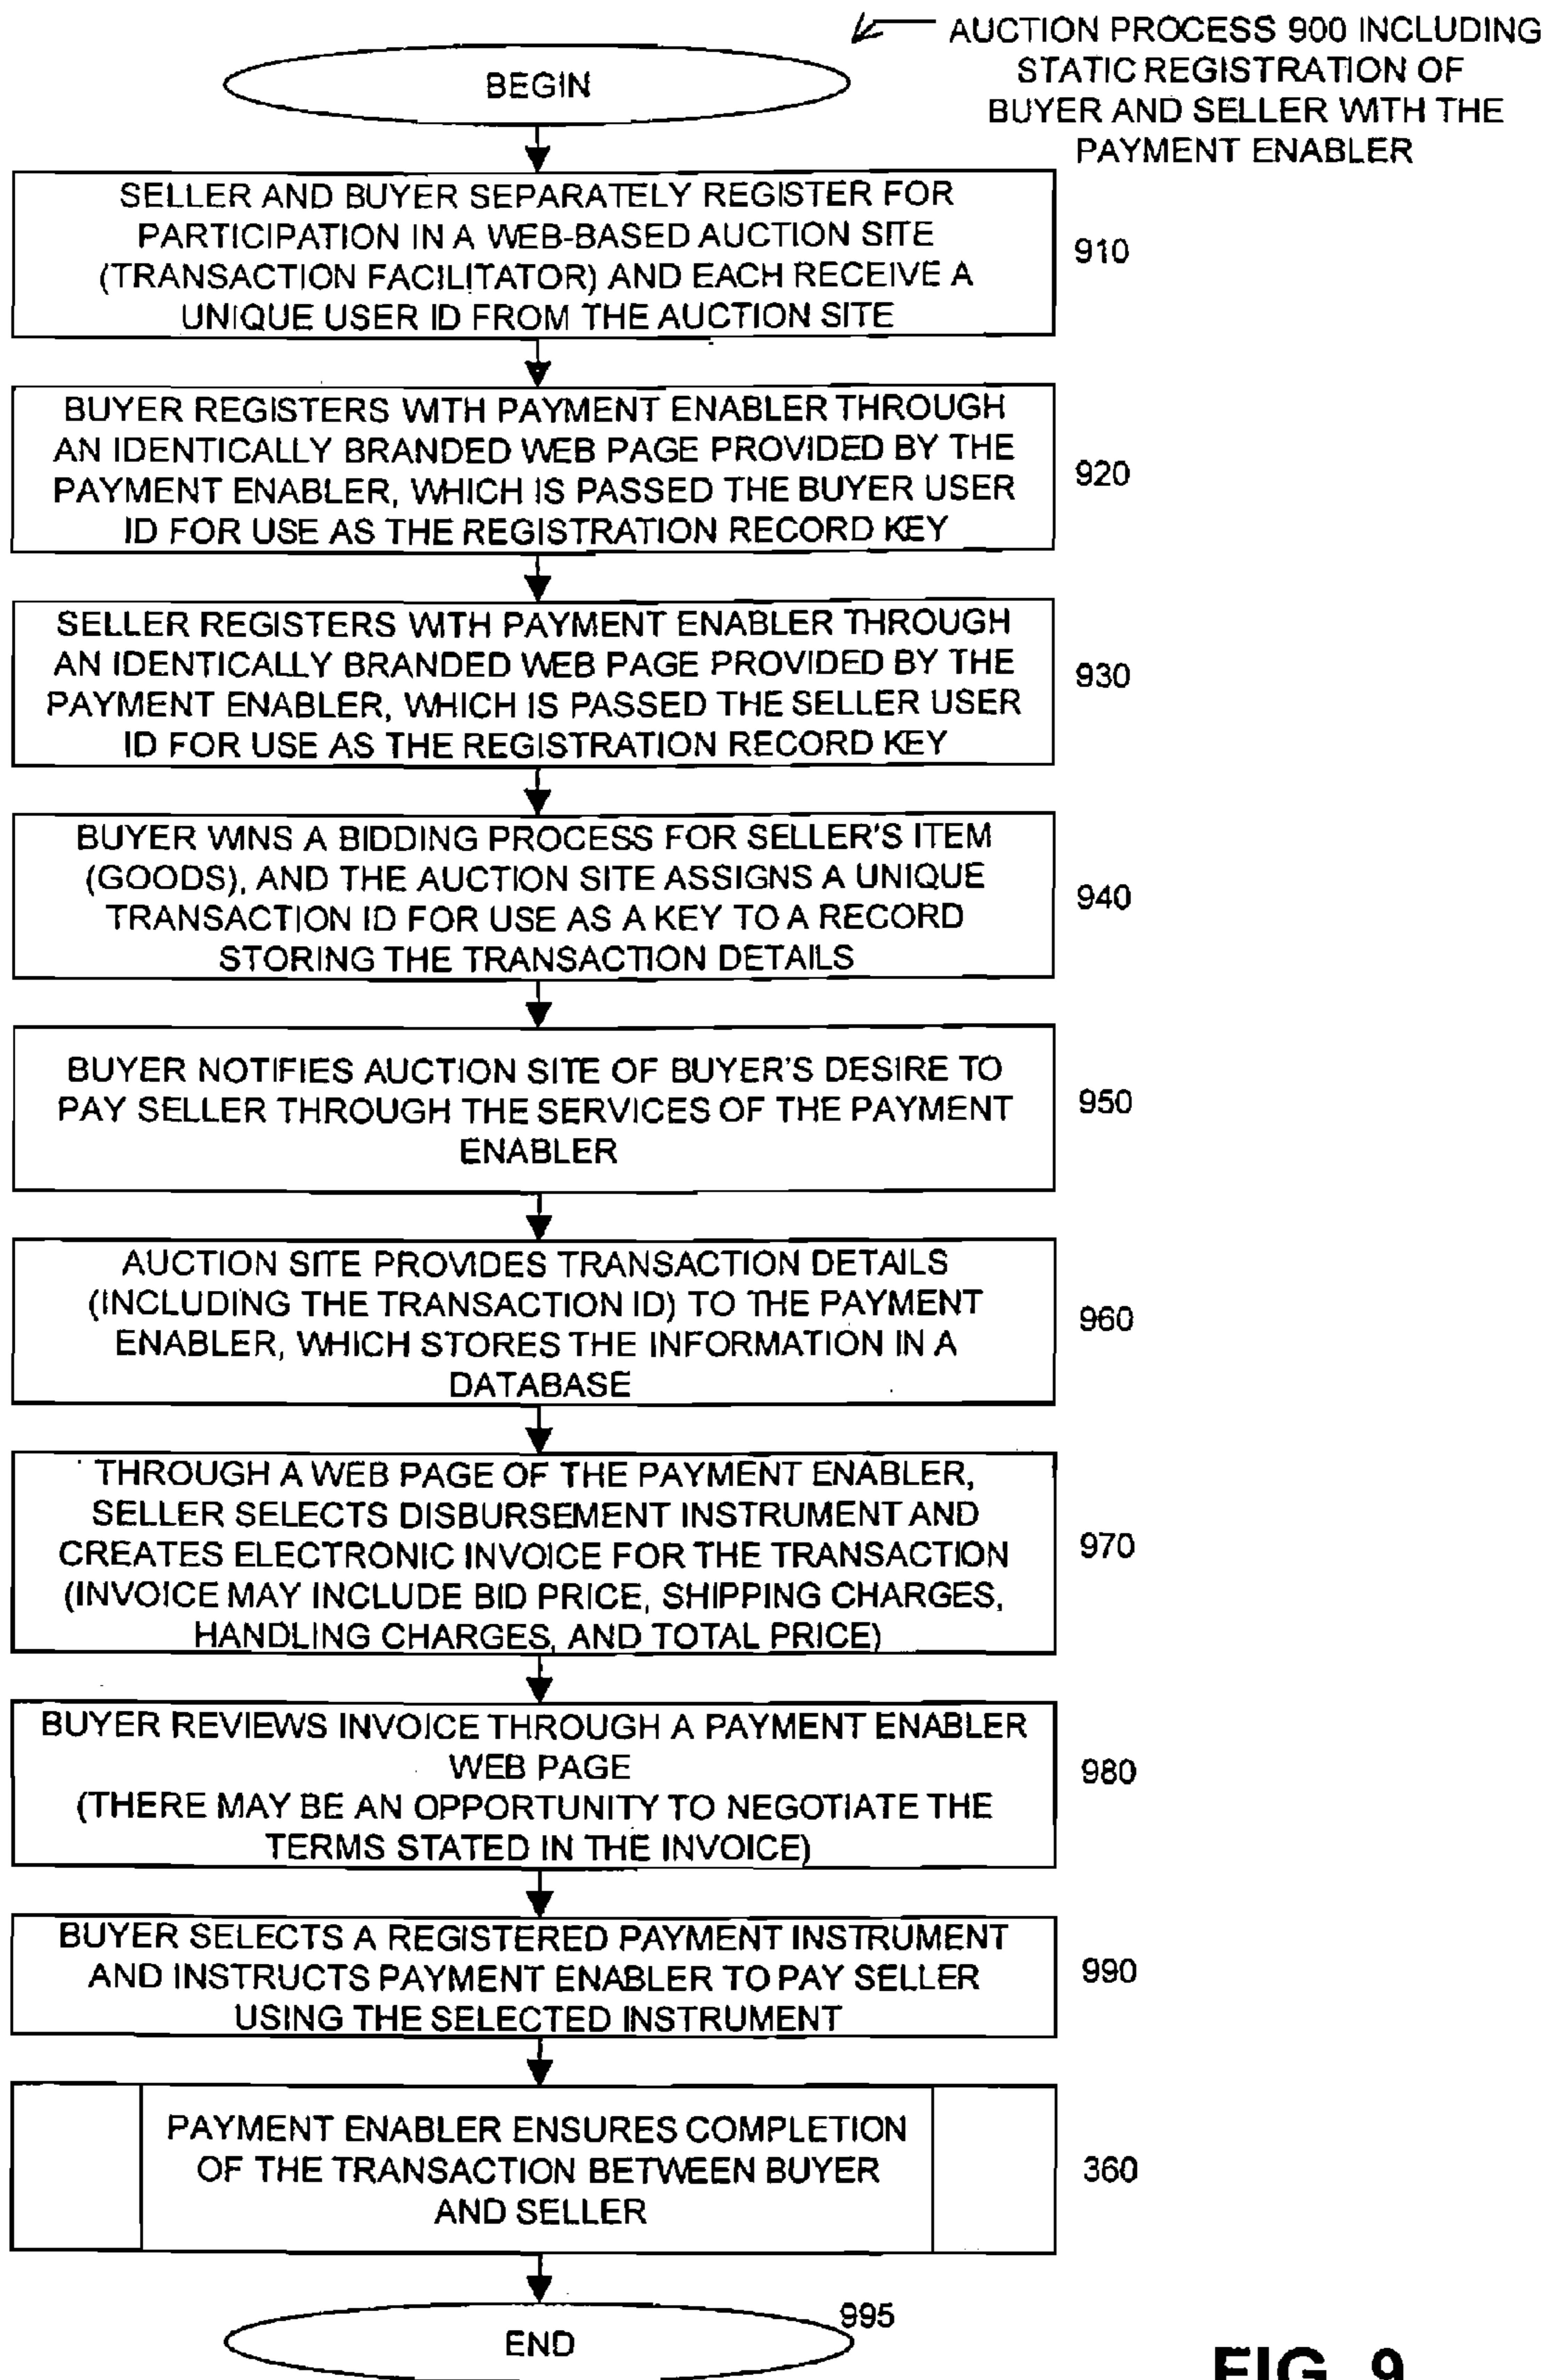 AUCTION PROCESS 900 INCLUDING
STATIC REGISTRATION OF
BUYER AND SELLER WITH THE
PAYMENT ENABLER
BEGIN
SELLER AND BUYER SEPARATELY REGISTER FOR
PARTICIPATION IN A WEB-BASED AUCTION SITE
(TRANSACTION FACILITATOR) AND EACH RECEIVE A
UNIQUE USER ID FROM THE AUCTION SITE
910
BUYER REGISTERS WITH PAYMENT ENABLER THROUGH
AN IDENTICALLY BRANDED WEB PAGE PROVIDED BY THE
PAYMENT ENABLER, WHICH IS PASSED THE BUYER USER
ID FOR USE AS THE REGISTRATION RECORD KEY
920
SELLER REGISTERS WITH PAYMENT ENABLER THROUGH
AN IDENTICALLY BRANDED WEB PAGE PROVIDED BY THE
PAYMENT ENABLER, WHICH IS PASSED THE SELLER USER
ID FOR USE AS THE REGISTRATION RECORD KEY
930
BUYER WINS A BIDDING PROCESS FOR SELLER'S ITEM
(GOODS), AND THE AUCTION SITE ASSIGNS A UNIQUE
TRANSACTION ID FOR USE AS A KEY TO A RECORD
STORING THE TRANSACTION DETAILS
940
BUYER NOTIFIES AUCTION SITE OF BUYER'S DESIRE TO
PAY SELLER THROUGH THE SERVICES OF THE PAYMENT
ENABLER
950
AUCTION SITE PROVIDES TRANSACTION DETAILS
(INCLUDING THE TRANSACTION ID) TO THE PAYMENT
ENABLER, WHICH STORES THE INFORMATION IN A
DATABASE
960
THROUGH A WEB PAGE OF THE PAYMENT ENABLER,
SELLER SELECTS DISBURSEMENT INSTRUMENT AND
CREATES ELECTRONIC INVOICE FOR THE TRANSACTION
(INVOICE MAY INCLUDE BID PRICE, SHIPPING CHARGES,
HANDLING CHARGES, AND TOTAL PRICE)
970
BUYER REVIEWS INVOICE THROUGH A PAYMENT ENABLER
WEB PAGE
(THERE MAY BE AN OPPORTUNITY TO NEGOTIATE THE
TERMS STATED IN THE INVOICE)
980
BUYER SELECTS A REGISTERED PAYMENT INSTRUMENT
AND INSTRUCTS PAYMENT ENABLER TO PAY SELLER
USING THE SELECTED INSTRUMENT
990
PAYMENT ENABLER ENSURES COMPLETION
OF THE TRANSACTION BETWEEN BUYER
AND SELLER
360
995
END
FIG. 9